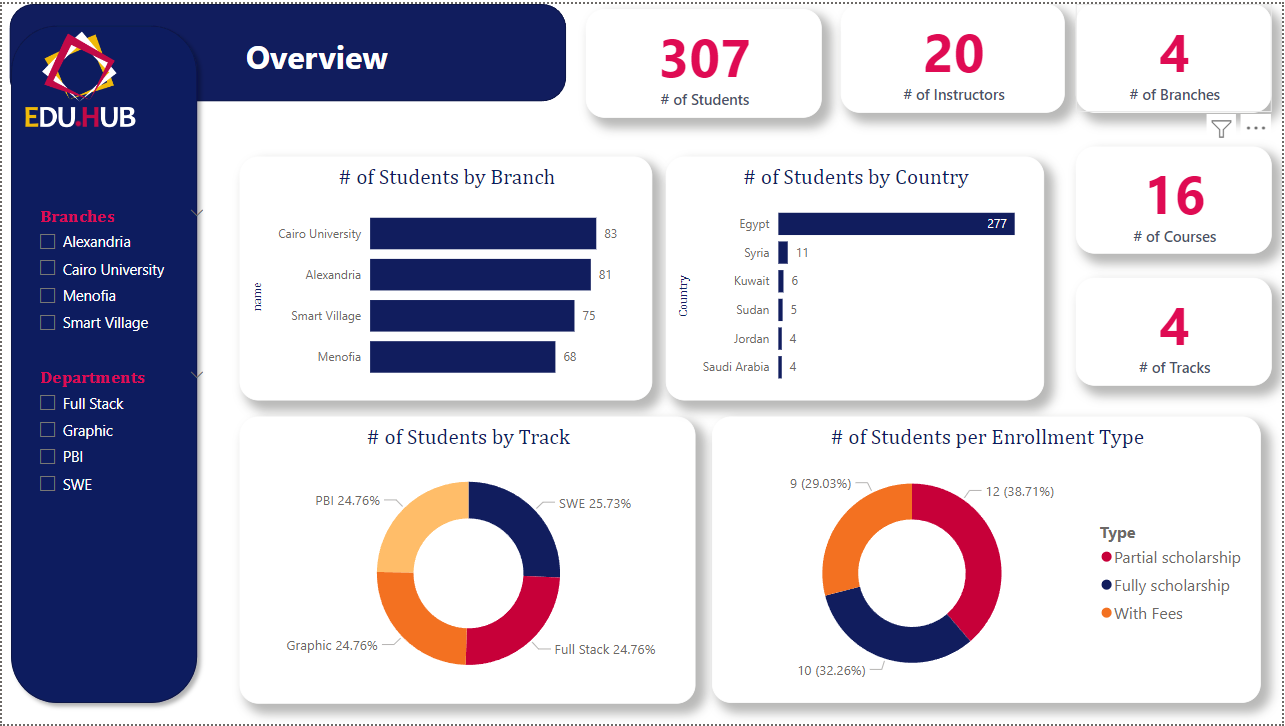 EDU.HUB
Overview
307
# of Students
20
# of Instructors
4
# of Branches
16
# of Courses
4
# of Tracks
Branches
Alexandria
Cairo University
Menofia
Smart Village
Departments
Full Stack
Graphic
PBI
SWE
# of Students by Branch
name
Cairo University 83
Alexandria 81
Smart Village 75
Menofia 68
# of Students by Country
Country
Egypt 277
Syria 11
Kuwait 6
Sudan 5
Jordan 4
Saudi Arabia 4
# of Students by Track
PBI 24.76%
SWE 25.73%
Graphic 24.76%
Full Stack 24.76%
# of Students per Enrollment Type
9 (29.03%)
12 (38.71%)
10 (32.26%)
Type
Partial scholarship
Fully scholarship
With Fees